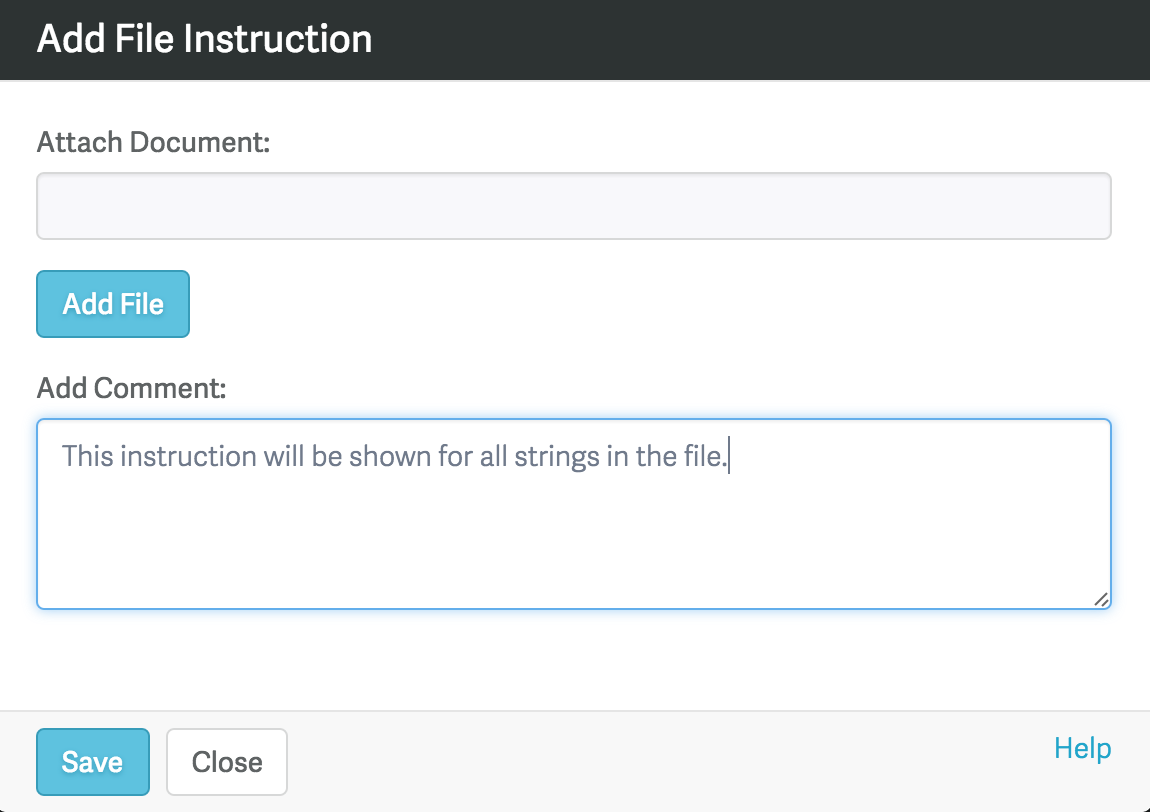 Add File Instruction
Attach Document:
Add File
Add Comment:
This instruction will be shown for all strings in the file.
Save
Close
Help